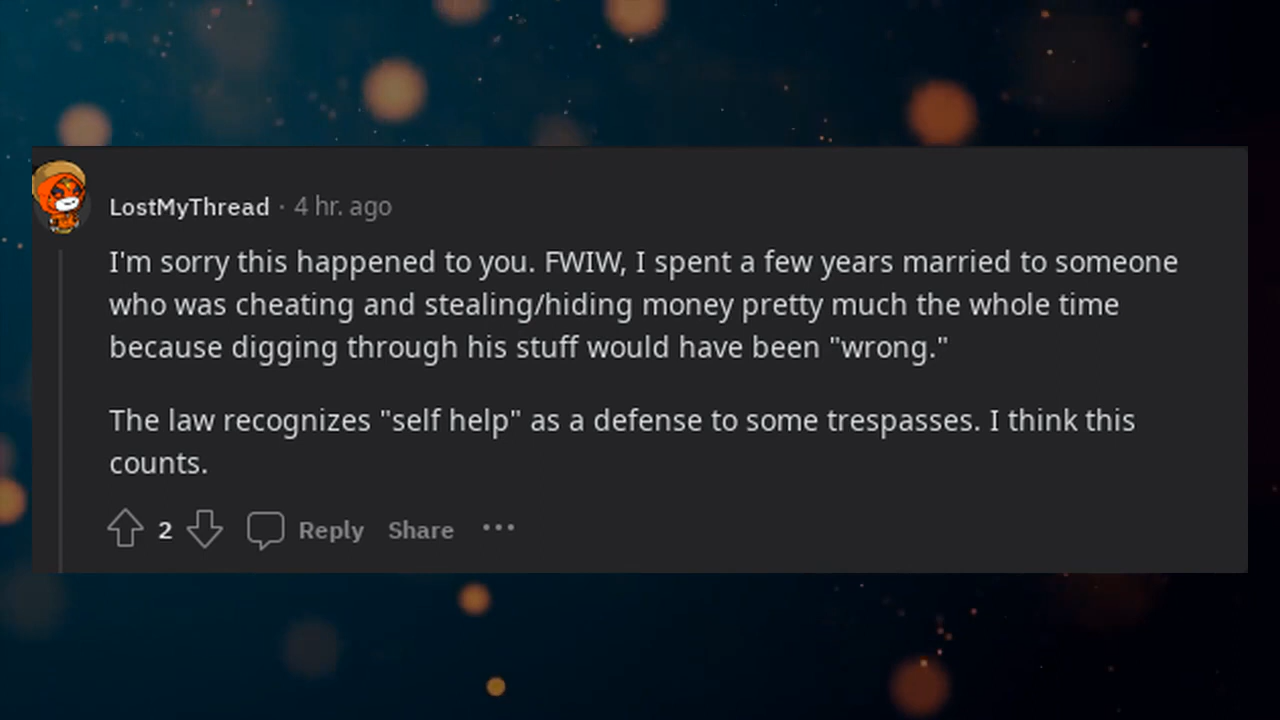 LostMyThread · 4 hr. ago
I'm sorry this happened to you. FWIW, I spent a few years married to someone
who was cheating and stealing/hiding money pretty much the whole time
because digging through his stuff would have been "wrong."
The law recognizes "self help" as a defense to some trespasses. I think this
counts.
2 Reply Share ···